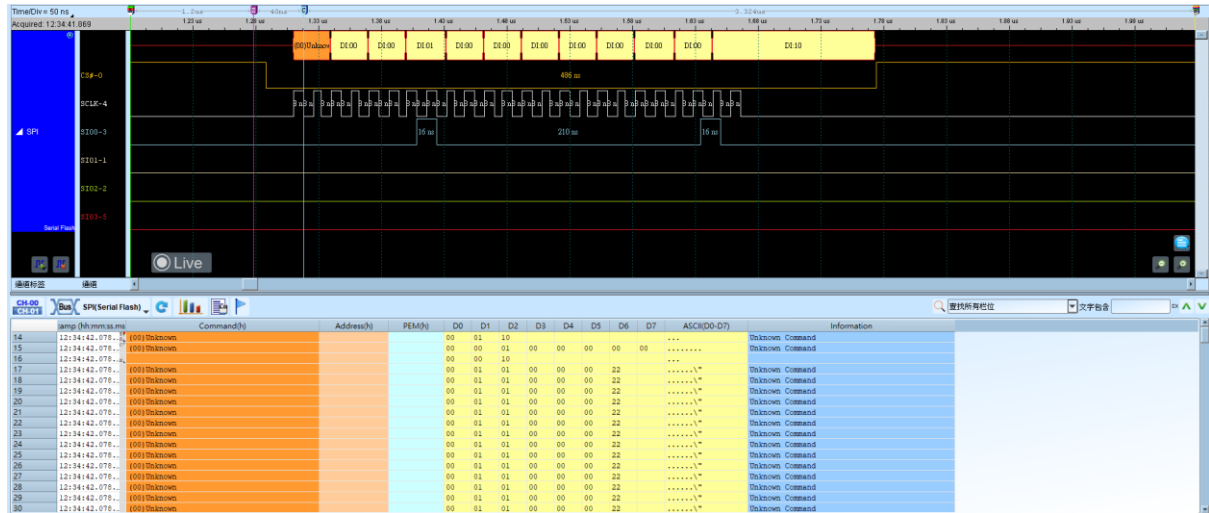 Time/Div = 50 ns
Acquired: 12:34:41.869
1.2us 40ns 3.324us
1.23 us 1.28 us 1.33 us 1.38 us 1.43 us 1.48 us 1.53 us 1.58 us 1.63 us 1.68 us 1.73 us 1.78 us 1.83 us 1.88 us 1.93 us 1.98 us
(00)Unknow DI:00 DI:00 DI:01 DI:00 DI:00 DI:00 DI:00 DI:00 DI:00 DI:00 DI:10
CS#-0 486 ns
SCLK-4
SPI SIO0-3 16 ns 210 ns 16 ns
SIO1-1
SIO2-2
SIO3-5
Serial Flash
Live
通道标签 通道
CH-00
CH-01 Bus SPI(Serial Flash) 查找所有栏位 文字包含
tamp (hh:mm:ss.ms Command(h) Address(h) PEM(h) D0 D1 D2 D3 D4 D5 D6 D7 ASCII(D0-D7) Information
14 12:34:42.078... (00)Unknown 00 01 10 ... Unknown Command
15 12:34:42.078... (00)Unknown 00 00 01 00 00 00 00 00 ........ Unknown Command
16 12:34:42.078... 00 00 10 ...
17 12:34:42.078... (00)Unknown 00 01 01 00 00 00 22 ......\" Unknown Command
18 12:34:42.078... (00)Unknown 00 01 01 00 00 00 22 ......\" Unknown Command
19 12:34:42.078... (00)Unknown 00 01 01 00 00 00 22 ......\" Unknown Command
20 12:34:42.078... (00)Unknown 00 01 01 00 00 00 22 ......\" Unknown Command
21 12:34:42.078... (00)Unknown 00 01 01 00 00 00 22 ......\" Unknown Command
22 12:34:42.078... (00)Unknown 00 01 01 00 00 00 22 ......\" Unknown Command
23 12:34:42.078... (00)Unknown 00 01 01 00 00 00 22 ......\" Unknown Command
24 12:34:42.078... (00)Unknown 00 01 01 00 00 00 22 ......\" Unknown Command
25 12:34:42.078... (00)Unknown 00 01 01 00 00 00 22 ......\" Unknown Command
26 12:34:42.078... (00)Unknown 00 01 01 00 00 00 22 ......\" Unknown Command
27 12:34:42.078... (00)Unknown 00 01 01 00 00 00 22 ......\" Unknown Command
28 12:34:42.078... (00)Unknown 00 01 01 00 00 00 22 ......\" Unknown Command
29 12:34:42.078... (00)Unknown 00 01 01 00 00 00 22 ......\" Unknown Command
30 12:34:42.078... (00)Unknown 00 01 01 00 00 00 22 ......\" Unknown Command